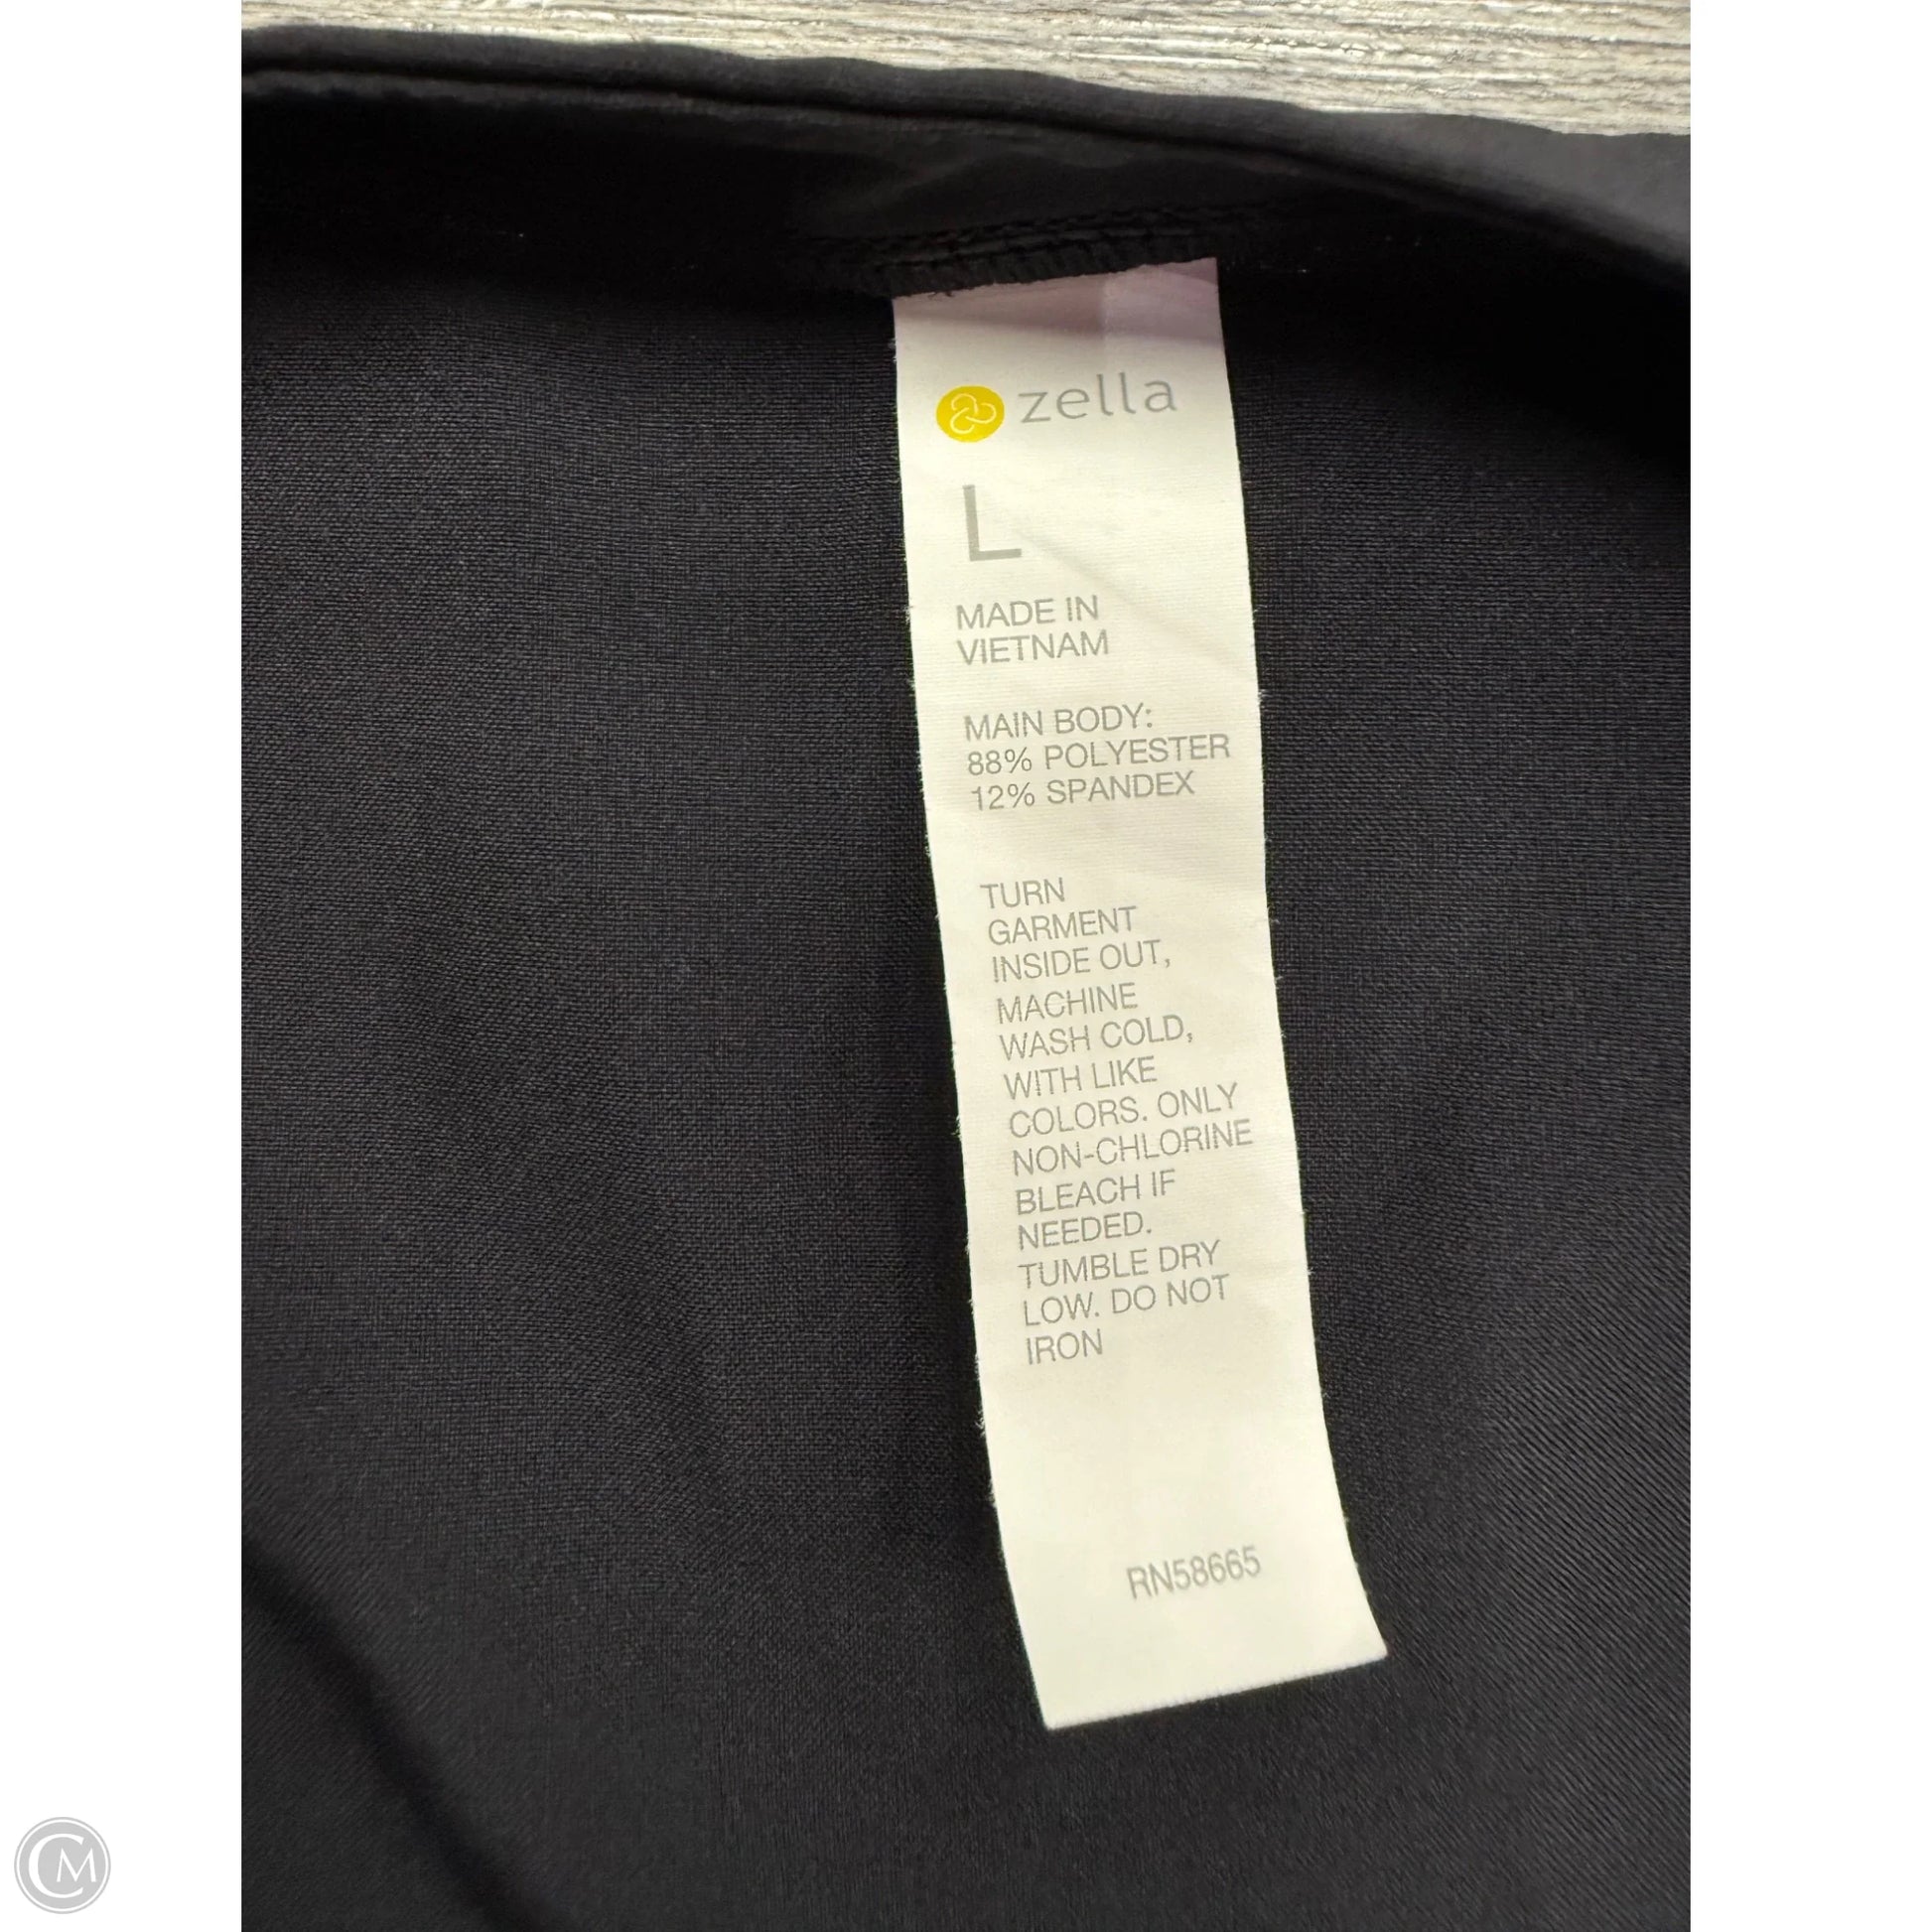 zella
L
MADE IN
VIETNAM
MAIN BODY:
88% POLYESTER
12% SPANDEX
TURN
GARMENT
INSIDE OUT,
MACHINE
WASH COLD,
WITH LIKE
COLORS. ONLY
NON-CHLORINE
BLEACH IF
NEEDED.
TUMBLE DRY
LOW. DO NOT
IRON
RN58665
CM